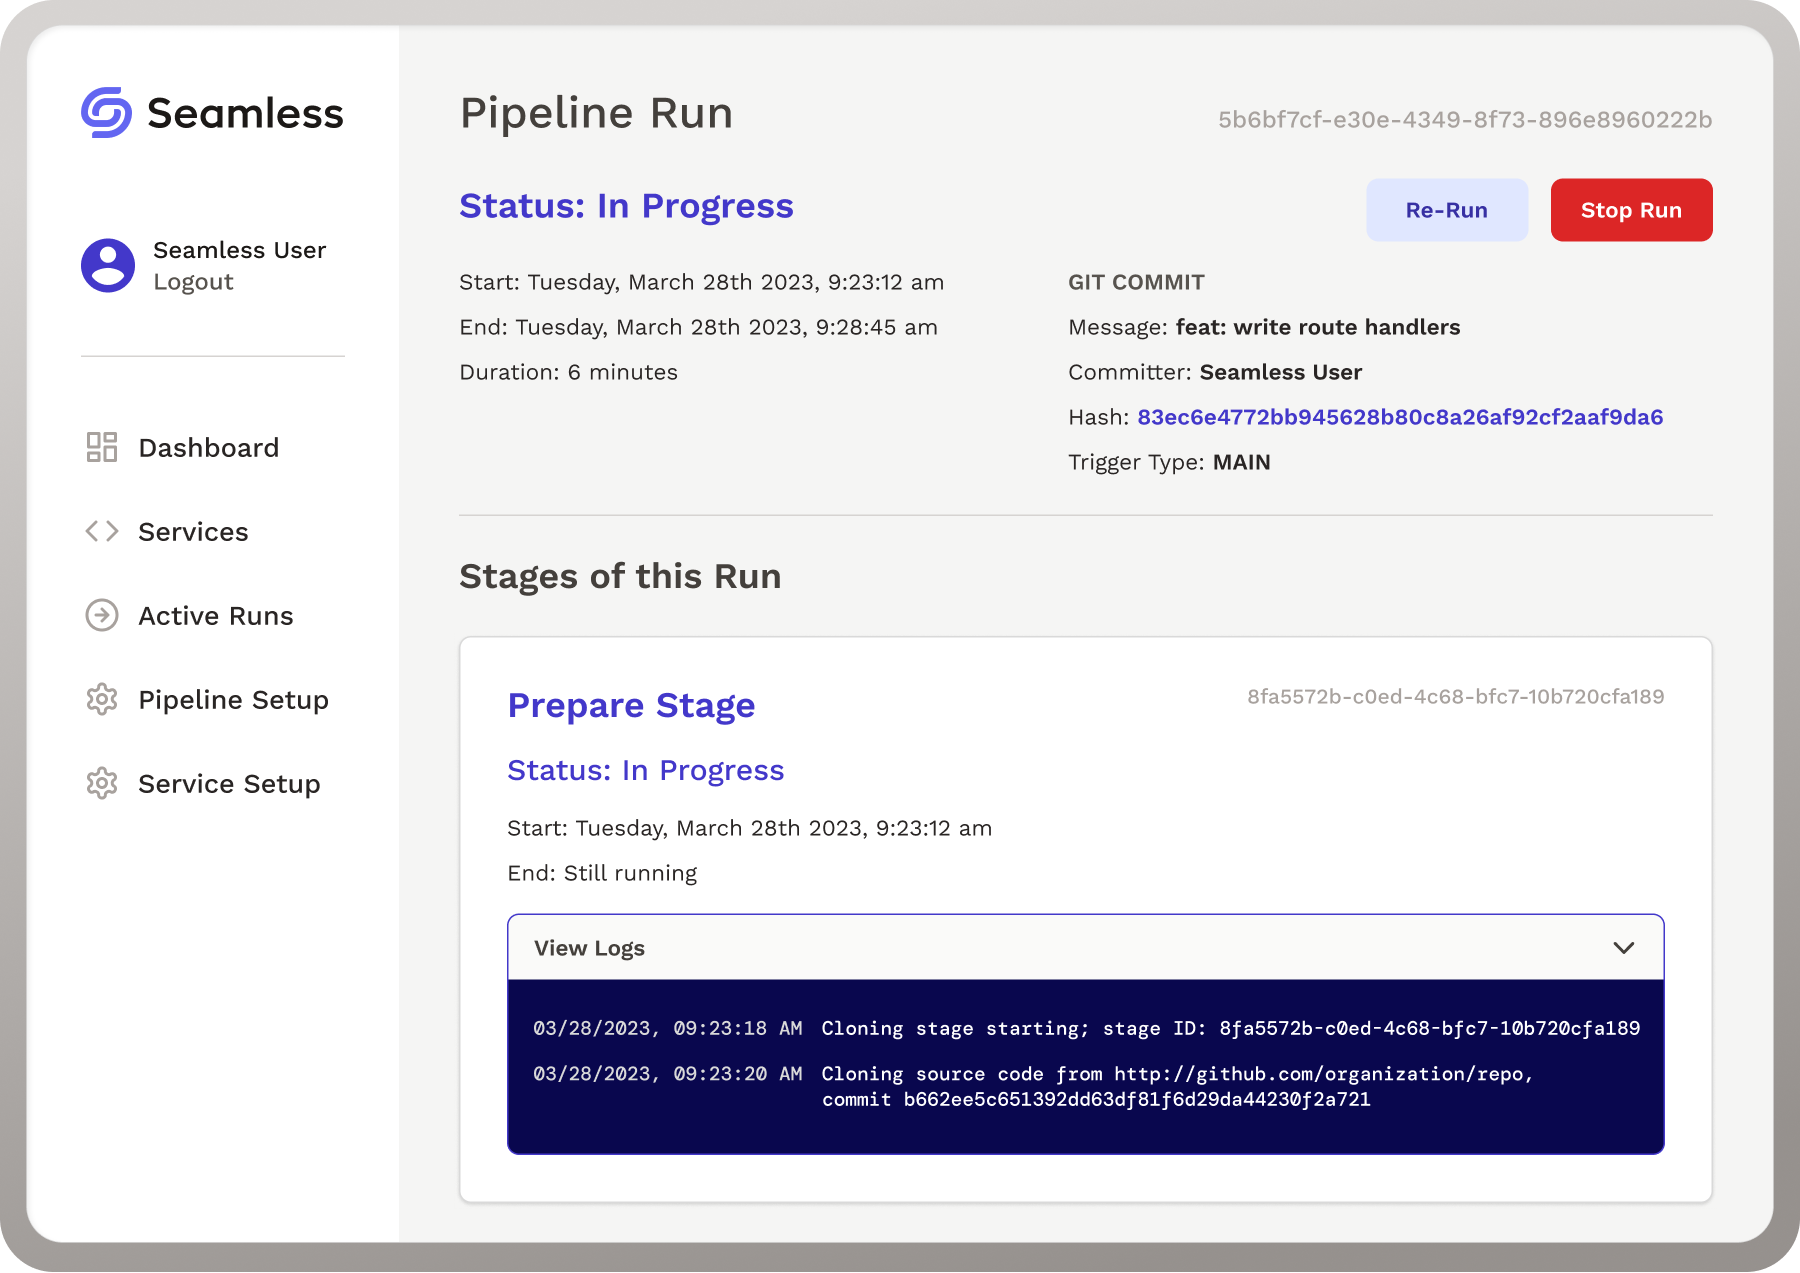 Seamless
Seamless User
Logout
Dashboard
Services
Active Runs
Pipeline Setup
Service Setup
Pipeline Run
5b6bf7cf-e30e-4349-8f73-896e8960222b
Status: In Progress
Re-Run
Stop Run
Start: Tuesday, March 28th 2023, 9:23:12 am
End: Tuesday, March 28th 2023, 9:28:45 am
Duration: 6 minutes
GIT COMMIT
Message: feat: write route handlers
Committer: Seamless User
Hash: 83ec6e4772bb945628b80c8a26af92cf2aaf9da6
Trigger Type: MAIN
Stages of this Run
Prepare Stage
8fa5572b-c0ed-4c68-bfc7-10b720cfa189
Status: In Progress
Start: Tuesday, March 28th 2023, 9:23:12 am
End: Still running
View Logs
03/28/2023, 09:23:18 AM Cloning stage starting; stage ID: 8fa5572b-c0ed-4c68-bfc7-10b720cfa189
03/28/2023, 09:23:20 AM Cloning source code from http://github.com/organization/repo,
commit b662ee5c651392dd63df81f6d29da44230f2a721